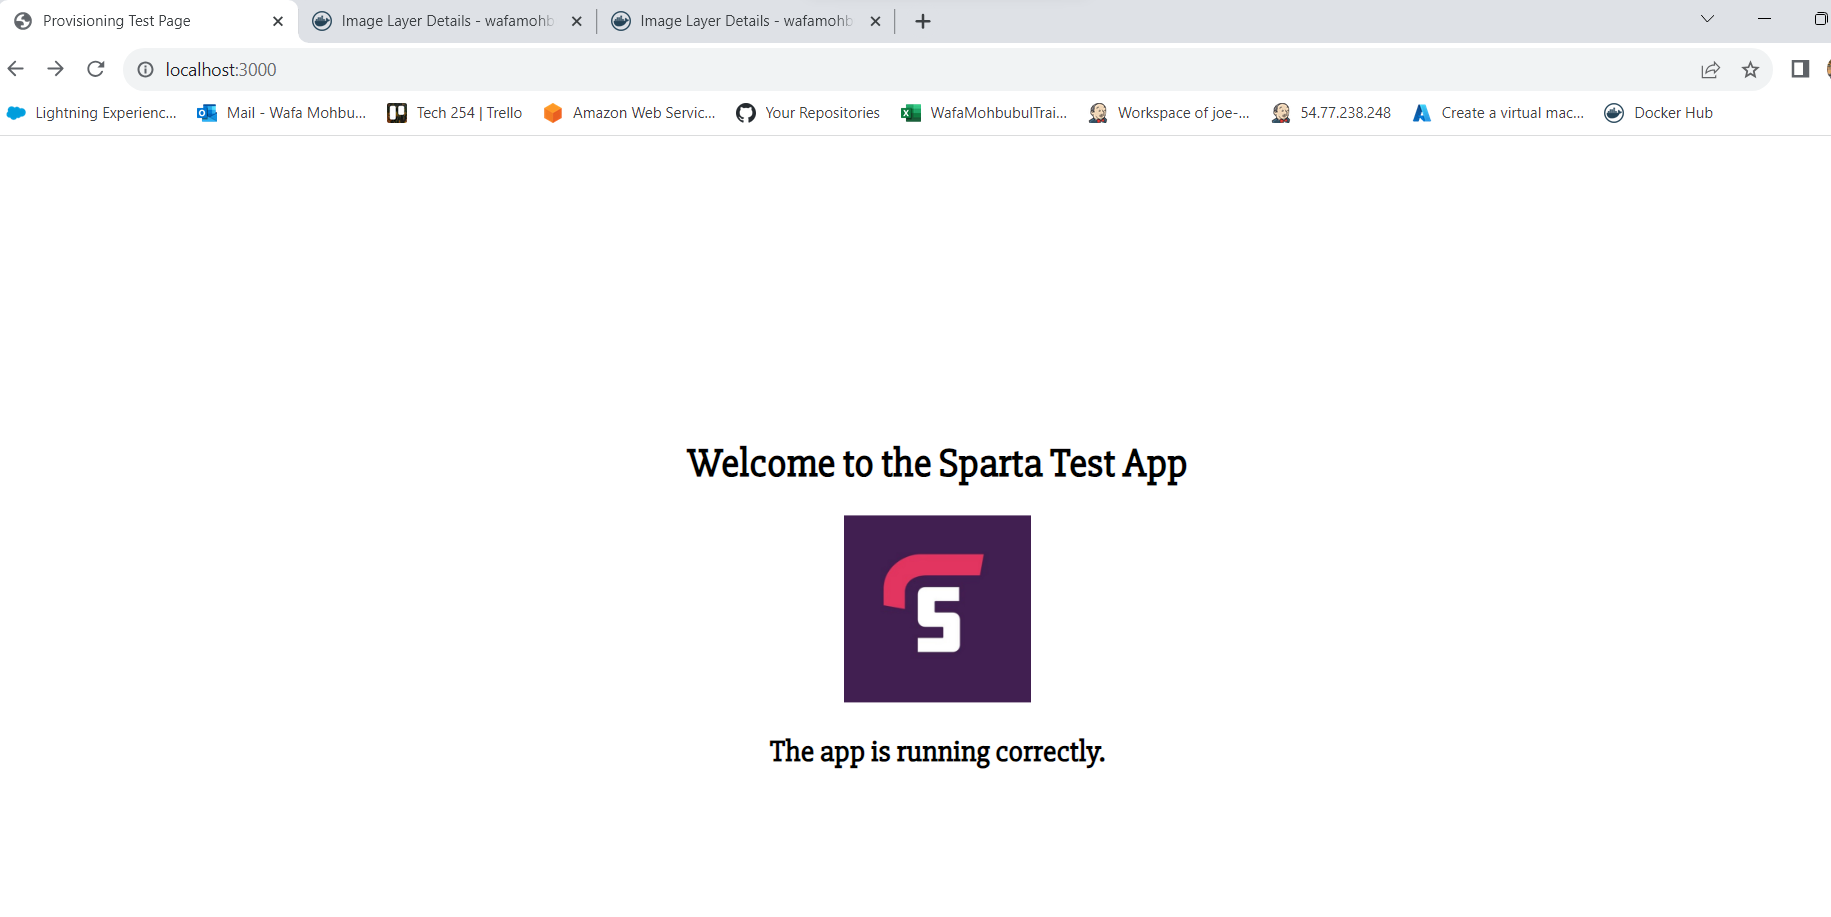 Provisioning Test Page
Image Layer Details - wafamohb
Image Layer Details - wafamohb
localhost:3000
Lightning Experienc... Mail - Wafa Mohbu... Tech 254 | Trello Amazon Web Servic... Your Repositories WafaMohbubulTrai... Workspace of joe-... 54.77.238.248 Create a virtual mac... Docker Hub
Welcome to the Sparta Test App
S
The app is running correctly.